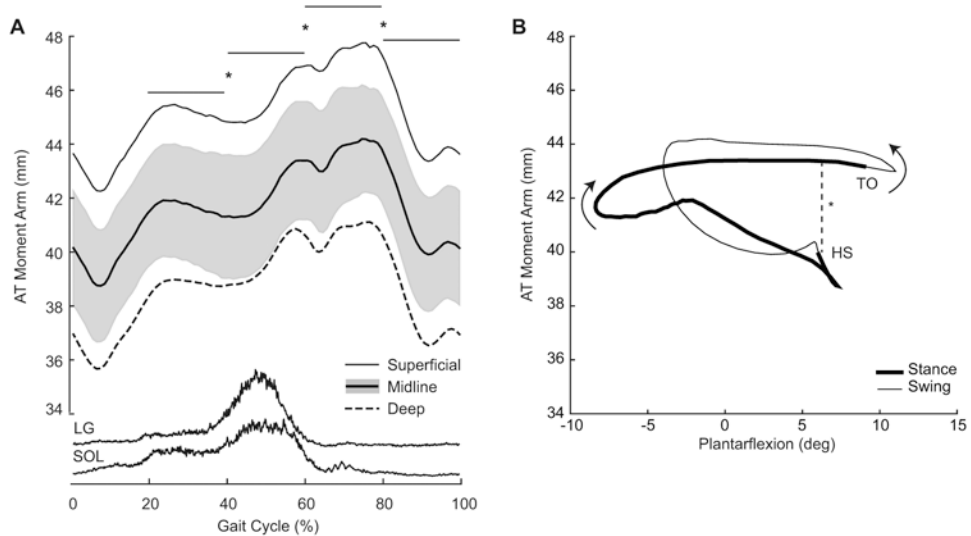 A
AT Moment Arm (mm)
48
46
44
42
40
38
36
34
*
*
*
Superficial
Midline
Deep
LG
SOL
0 20 40 60 80 100
Gait Cycle (%)
B
AT Moment Arm (mm)
48
46
44
42
40
38
36
34
TO
*
HS
Stance
Swing
-10 -5 0 5 10 15
Plantarflexion (deg)